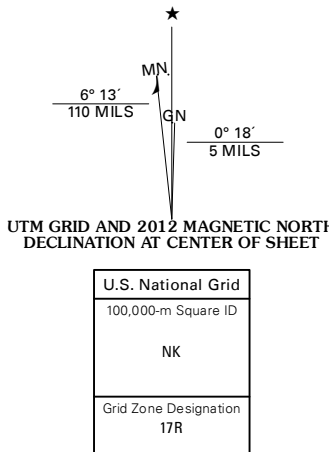 ★
MN
GN
6° 13´
110 MILS
0° 18´
5 MILS
UTM GRID AND 2012 MAGNETIC NORTH
DECLINATION AT CENTER OF SHEET
U.S. National Grid
100,000-m Square ID
NK
Grid Zone Designation
17R